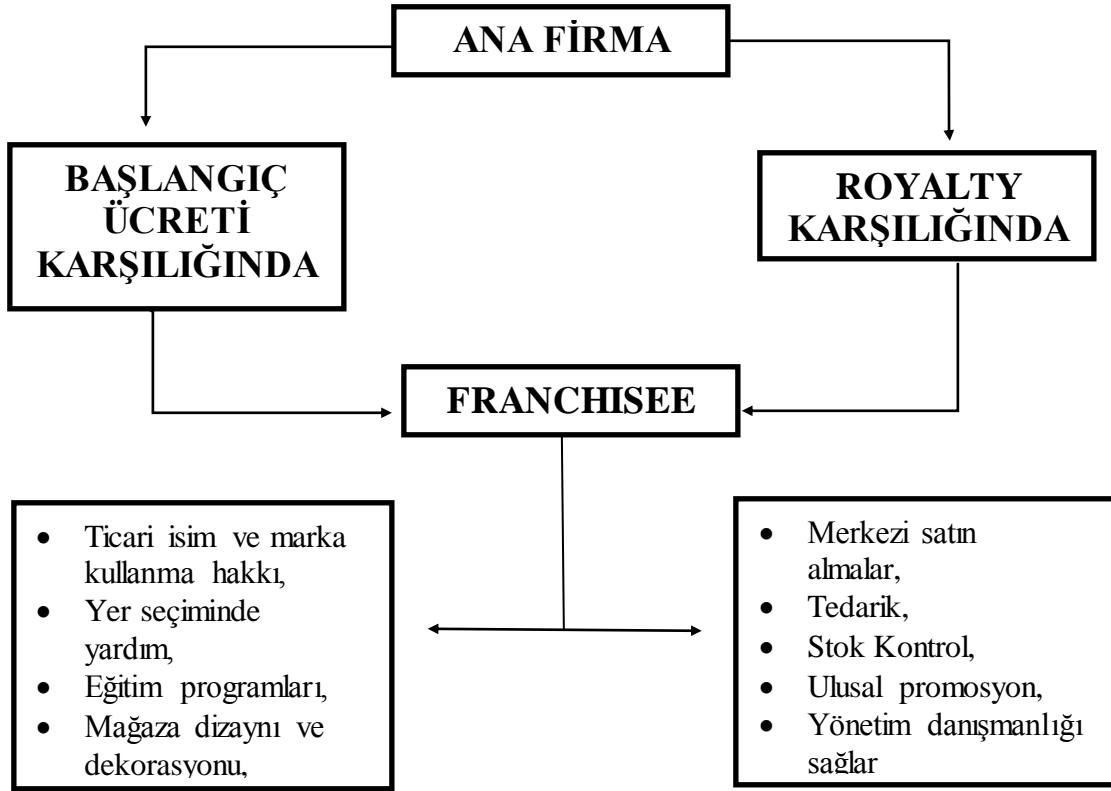 ANA FİRMA
BAŞLANGIÇ
ÜCRETİ
KARŞILIĞINDA
ROYALTY
KARŞILIĞINDA
FRANCHISEE
• Ticari isim ve marka
kullanma hakkı,
• Yer seçiminde
yardım,
• Eğitim programları,
• Mağaza dizaynı ve
dekorasyonu,
• Merkezi satın
almalar,
• Tedarik,
• Stok Kontrol,
• Ulusal promosyon,
• Yönetim danışmanlığı
sağlar